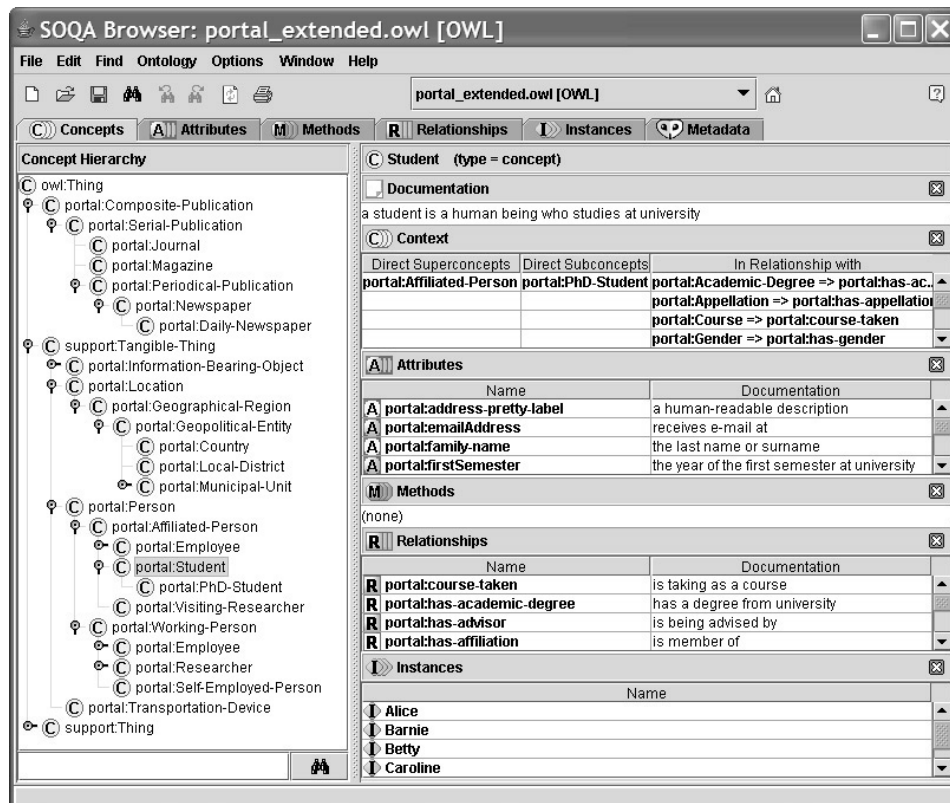 SOQA Browser: portal_extended.owl [OWL]
File Edit Find Ontology Options Window Help
portal_extended.owl [OWL]
C Concepts A Attributes M Methods R Relationships I Instances Metadata
Concept Hierarchy
C owl:Thing
C portal:Composite-Publication
C portal:Serial-Publication
C portal:Journal
C portal:Magazine
C portal:Periodical-Publication
C portal:Newspaper
C portal:Daily-Newspaper
C support:Tangible-Thing
C portal:Information-Bearing-Object
C portal:Location
C portal:Geographical-Region
C portal:Geopolitical-Entity
C portal:Country
C portal:Local-District
C portal:Municipal-Unit
C portal:Person
C portal:Affiliated-Person
C portal:Employee
C portal:Student
C portal:PhD-Student
C portal:Visiting-Researcher
C portal:Working-Person
C portal:Employee
C portal:Researcher
C portal:Self-Employed-Person
C portal:Transportation-Device
C support:Thing
C Student (type = concept)
Documentation
a student is a human being who studies at university
C Context
Direct Superconcepts Direct Subconcepts In Relationship with
portal:Affiliated-Person portal:PhD-Student portal:Academic-Degree => portal:has-ac...
portal:Appellation => portal:has-appellation
portal:Course => portal:course-taken
portal:Gender => portal:has-gender
A Attributes
Name Documentation
A portal:address-pretty-label a human-readable description
A portal:emailAddress receives e-mail at
A portal:family-name the last name or surname
A portal:firstSemester the year of the first semester at university
M Methods
(none)
R Relationships
Name Documentation
R portal:course-taken is taking as a course
R portal:has-academic-degree has a degree from university
R portal:has-advisor is being advised by
R portal:has-affiliation is member of
I Instances
Name
I Alice
I Barnie
I Betty
I Caroline